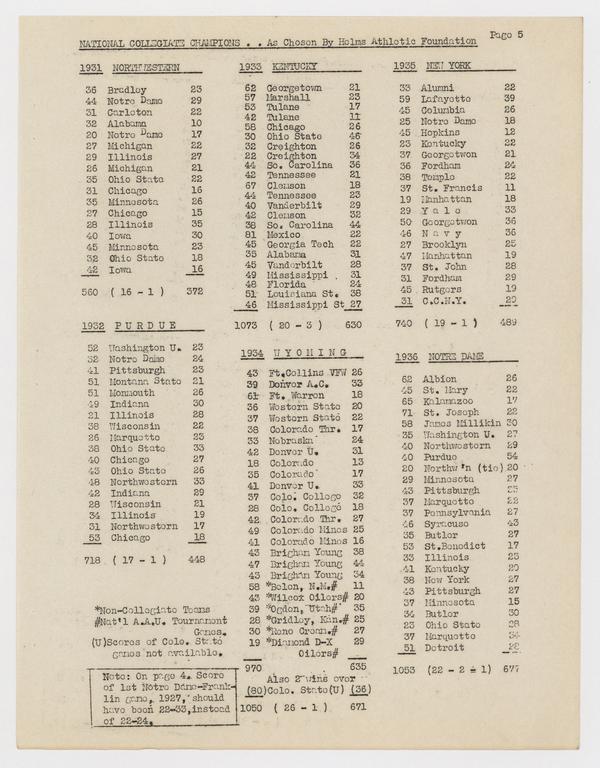 Page 5
NATIONAL COLLEGIATE CHAMPIONS . . As Chosen By Helms Athletic Foundation
1931 NORTHWESTERN
36 Bradley 23
44 Notre Dame 29
31 Carleton 22
32 Alabama 10
20 Notre Dame 17
27 Michigan 22
29 Illinois 27
26 Michigan 21
35 Ohio State 22
31 Chicago 16
35 Minnesota 26
27 Chicago 15
28 Illinois 35
40 Iowa 30
45 Minnesota 23
32 Ohio State 18
42 Iowa 16
560 ( 16 - 1 ) 372
1932 P U R D U E
52 Washington U. 23
32 Notre Dame 24
41 Pittsburgh 23
51 Montana State 21
51 Monmouth 26
49 Indiana 30
21 Illinois 28
38 Wisconsin 22
26 Marquette 23
38 Ohio State 33
40 Chicago 27
43 Ohio State 26
48 Northwestern 33
42 Indiana 29
28 Wisconsin 21
34 Illinois 19
31 Northwestern 17
53 Chicago 18
718 ( 17 - 1 ) 448
*Non-Collegiate Teams
#Nat'l A.A.U. Tournament
Games.
(U)Scores of Colo. State
games not available.
Note: On page 4. Score
of 1st Notre Dame-Frank-
lin game, 1927, should
have been 22-33,instead
of 22-24.
1933 KENTUCKY
62 Georgetown 21
57 Marshall 23
53 Tulane 17
42 Tulane 11
58 Chicago 26
30 Ohio State 46
32 Creighton 26
22 Creighton 34
44 So. Carolina 36
42 Tennessee 21
67 Clemson 18
44 Tennessee 23
40 Vanderbilt 29
42 Clemson 32
38 So. Carolina 44
81 Mexico 22
45 Georgia Tech 22
35 Alabama 31
45 Vanderbilt 28
49 Mississippi 31
48 Florida 24
51 Louisiana St. 38
46 Mississippi St 27
1073 ( 20 - 3 ) 630
1934 W Y O M I N G
43 Ft.Collins VFW 26
39 Denver A.C. 33
61 Ft. Warren 18
36 Western State 20
37 Western State 22
38 Colorado Thr. 17
33 Nebraska 24
42 Denver U. 31
18 Colorado 13
35 Colorado 17
41 Denver U. 33
37 Colo. College 32
28 Colo. College 18
42 Colorado Thr. 27
49 Colorado Mines 25
41 Colorado Mines 16
43 Brigham Young 38
47 Brigham Young 44
43 Brigham Young 34
58 *Belen, N.M.# 11
43 *Wilcox Oilers# 20
39 *Ogden, Utah# 35
28 *Gridley, Kan.# 25
30 *Reno Cream.# 27
19 *Diamond D-X 29
Oilers#
970 635
Also 2 wins over
(80)Colo. State(U) (36)
1050 ( 26 - 1 ) 671
1935 NEW YORK
33 Alumni 22
59 Lafayette 39
45 Columbia 26
25 Notre Dame 18
45 Hopkins 12
23 Kentucky 22
37 Georgetown 21
36 Fordham 24
38 Temple 22
37 St. Francis 11
19 Manhattan 18
29 Y a l e 33
50 Georgetown 36
46 N a v y 36
27 Brooklyn 25
47 Manhattan 19
37 St. John 28
31 Fordham 29
45 Rutgers 19
31 C.C.N.Y.
740 ( 19 - 1 ) 489
1936 NOTRE DAME
62 Albion 26
45 St. Mary 22
65 Kalamazoo 17
71 St. Joseph 22
58 James Millikin 30
35 Washington U. 27
40 Northwestern 29
40 Purdue 54
20 Northw'n (tie) 20
29 Minnesota 27
43 Pittsburgh
37 Marquette 22
37 Pennsylvania 27
46 Syracuse 43
35 Butler 27
53 St.Benedict 17
33 Illinois 23
41 Kentucky 20
38 New York 27
43 Pittsburgh 27
37 Minnesota 15
34 Butler 30
23 Ohio State 28
37 Marquette
51 Detroit
1053 (22 - 2 - 1) 677